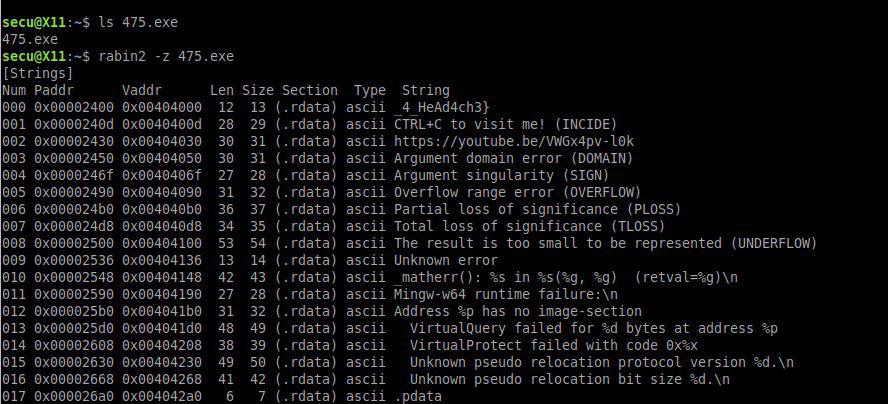 secu@X11:~$ ls 475.exe
475.exe
secu@X11:~$ rabin2 -z 475.exe
[Strings]
Num Paddr      Vaddr      Len Size Section  Type  String
000 0x00002400 0x00404000  12  13 (.rdata) ascii _4_HeAd4ch3}
001 0x0000240d 0x0040400d  28  29 (.rdata) ascii CTRL+C to visit me! (INCIDE)
002 0x00002430 0x00404030  30  31 (.rdata) ascii https://youtube.be/VWGx4pv-l0k
003 0x00002450 0x00404050  30  31 (.rdata) ascii Argument domain error (DOMAIN)
004 0x0000246f 0x0040406f  27  28 (.rdata) ascii Argument singularity (SIGN)
005 0x00002490 0x00404090  31  32 (.rdata) ascii Overflow range error (OVERFLOW)
006 0x000024b0 0x004040b0  36  37 (.rdata) ascii Partial loss of significance (PLOSS)
007 0x000024d8 0x004040d8  34  35 (.rdata) ascii Total loss of significance (TLOSS)
008 0x00002500 0x00404100  53  54 (.rdata) ascii The result is too small to be represented (UNDERFLOW)
009 0x00002536 0x00404136  13  14 (.rdata) ascii Unknown error
010 0x00002548 0x00404148  42  43 (.rdata) ascii _matherr(): %s in %s(%g, %g)  (retval=%g)\n
011 0x00002590 0x00404190  27  28 (.rdata) ascii Mingw-w64 runtime failure:\n
012 0x000025b0 0x004041b0  31  32 (.rdata) ascii Address %p has no image-section
013 0x000025d0 0x004041d0  48  49 (.rdata) ascii   VirtualQuery failed for %d bytes at address %p
014 0x00002608 0x00404208  38  39 (.rdata) ascii   VirtualProtect failed with code 0x%x
015 0x00002630 0x00404230  49  50 (.rdata) ascii   Unknown pseudo relocation protocol version %d.\n
016 0x00002668 0x00404268  41  42 (.rdata) ascii   Unknown pseudo relocation bit size %d.\n
017 0x000026a0 0x004042a0   6   7 (.rdata) ascii .pdata